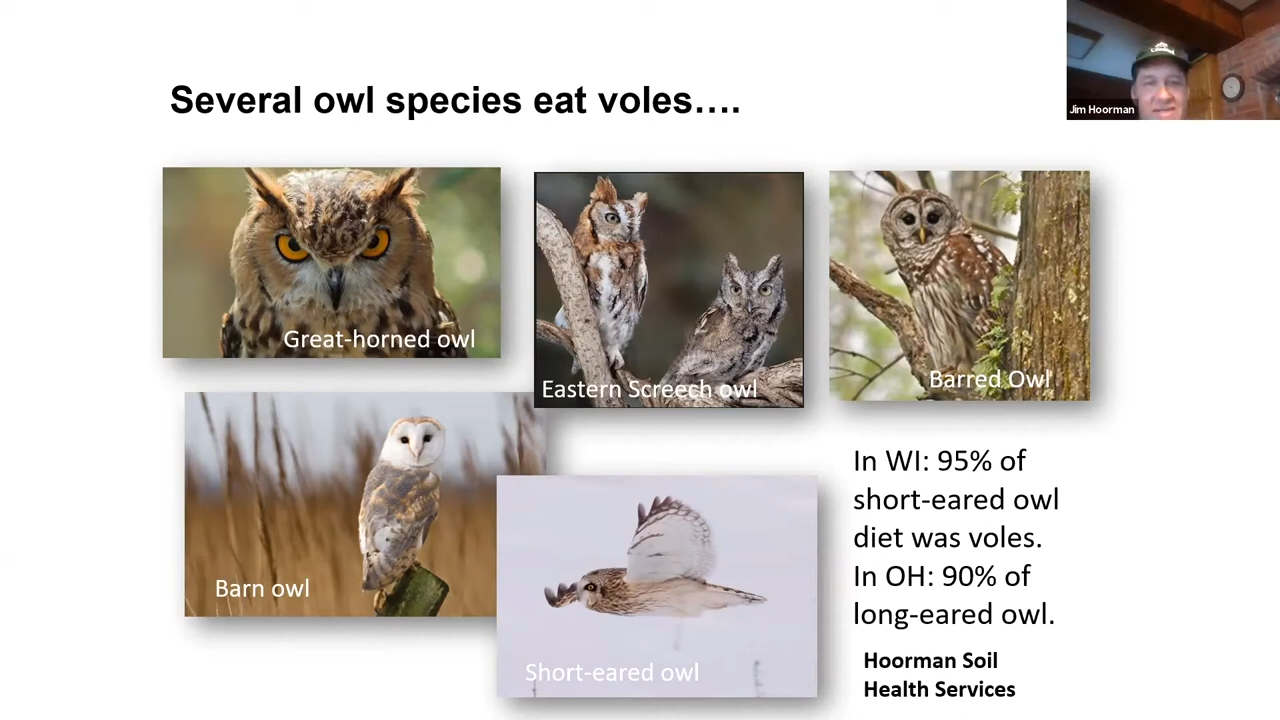 Several owl species eat voles….
Jim Hoorman
Great-horned owl
Eastern Screech owl
Barred Owl
Barn owl
Short-eared owl
In WI: 95% of
short-eared owl
diet was voles.
In OH: 90% of
long-eared owl.
Hoorman Soil
Health Services